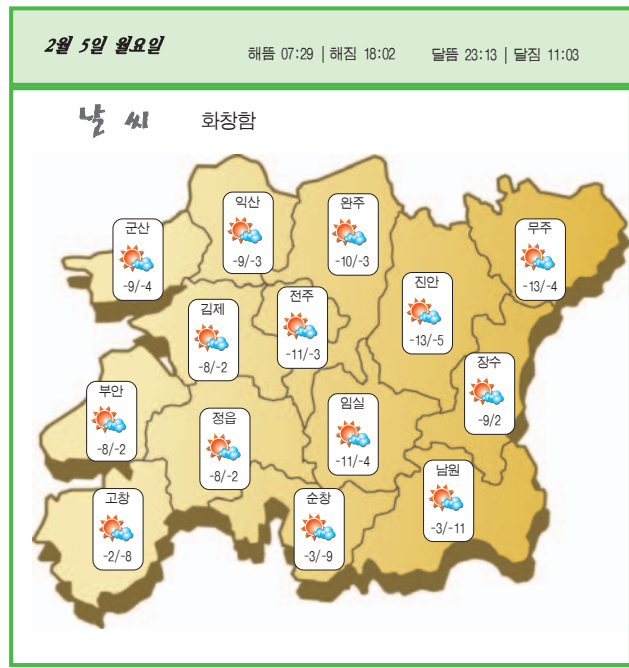 2월 5일 월요일
해뜸 07:29 | 해짐 18:02 달뜸 23:13 | 달짐 11:03
날 씨 화창함
익산
-9/-3
완주
-10/-3
군산
-9/-4
무주
-13/-4
진안
-13/-5
전주
-11/-3
김제
-8/-2
장수
-9/2
부안
-8/-2
임실
-11/-4
정읍
-8/-2
남원
-3/-11
고창
-2/-8
순창
-3/-9